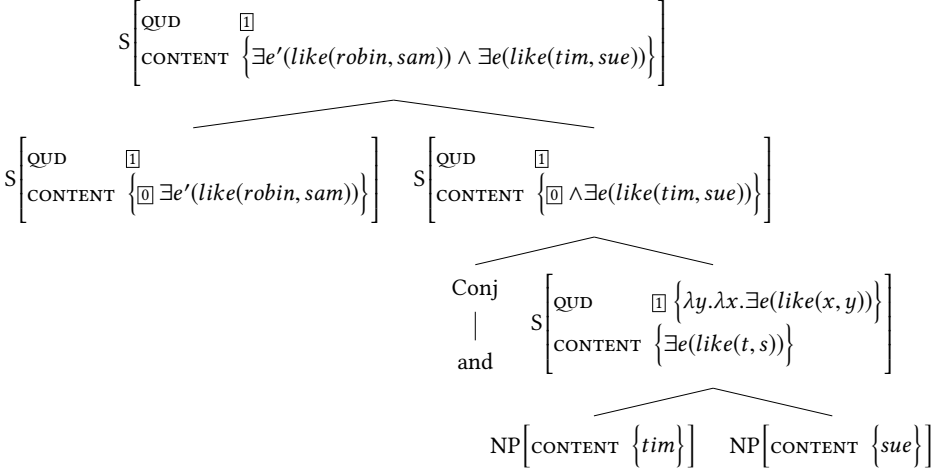 S[QUD 1
CONTENT {∃e′(like(robin, sam)) ∧ ∃e(like(tim, sue))}]
S[QUD 1
CONTENT {0 ∃e′(like(robin, sam))}]
S[QUD 1
CONTENT {0 ∧∃e(like(tim, sue))}]
Conj
and
S[QUD 1 {λy.λx.∃e(like(x, y))}
CONTENT {∃e(like(t, s))}]
NP[CONTENT {tim}] NP[CONTENT {sue}]